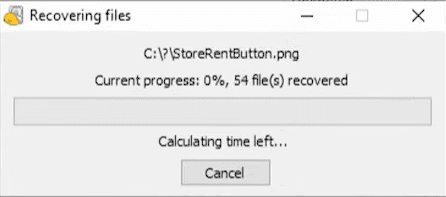 Recovering files
C:\?\StoreRentButton.png
Current progress: 0%, 54 file(s) recovered
Calculating time left...
Cancel